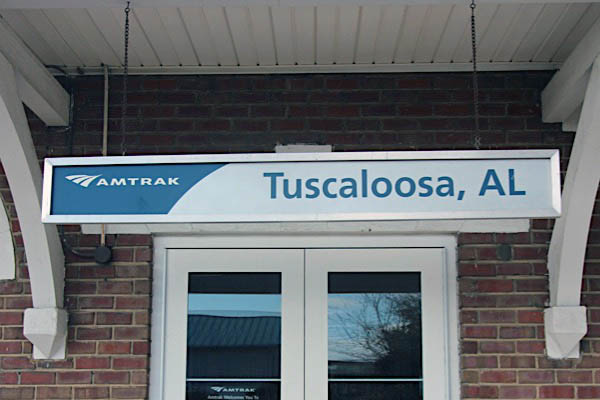 AMTRAK Tuscaloosa, AL
AMTRAK
Amtrak Welcomes You To